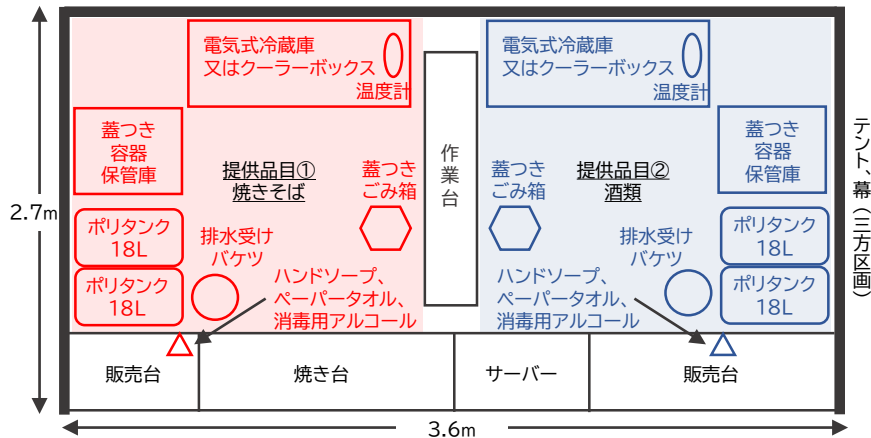 電気式冷蔵庫
又はクーラーボックス
温度計
蓋つき
容器
保管庫
提供品目①
焼きそば
蓋つき
ごみ箱
ポリタンク
18L
ポリタンク
18L
排水受け
バケツ
ハンドソープ、
ペーパータオル、
消毒用アルコール
作業台
電気式冷蔵庫
又はクーラーボックス
温度計
蓋つき
容器
保管庫
提供品目②
酒類
蓋つき
ごみ箱
排水受け
バケツ
ポリタンク
18L
ポリタンク
18L
ハンドソープ、
ペーパータオル、
消毒用アルコール
販売台
焼き台
サーバー
販売台
2.7m
3.6m
テント、幕（三方区画）